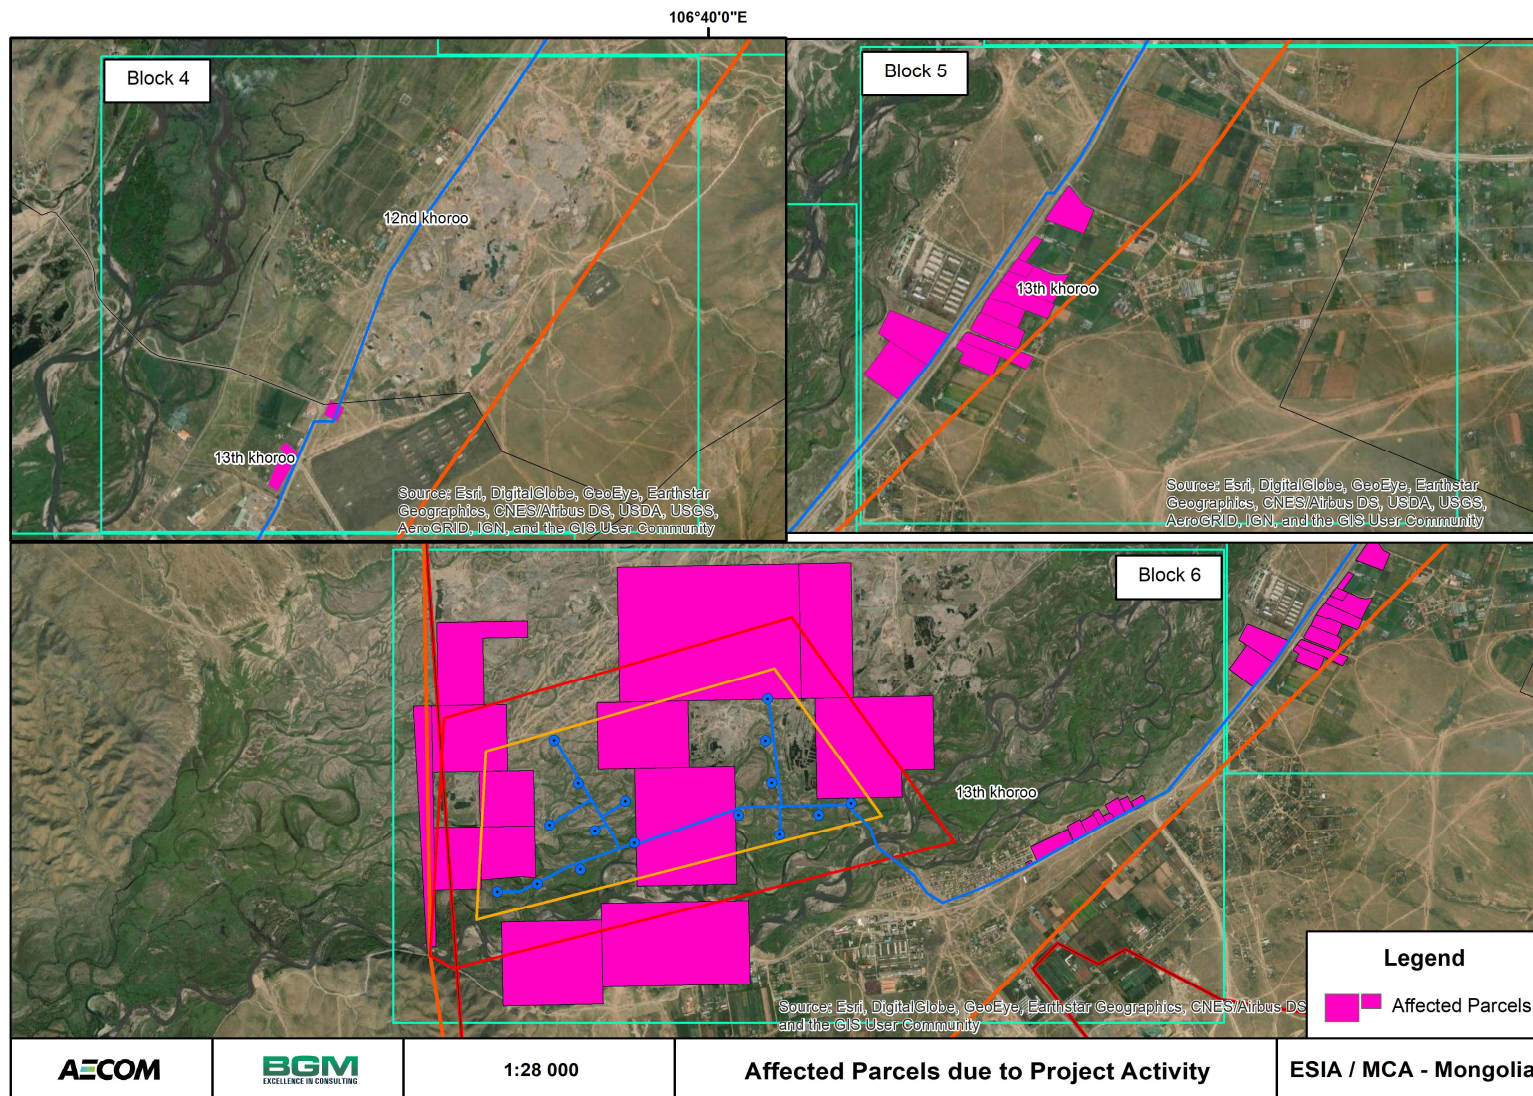 106°40'0"E
Block 4
12nd khoroo
13th khoroo
Source: Esri, DigitalGlobe, GeoEye, Earthstar
Geographics, CNES/Airbus DS, USDA, USGS,
AeroGRID, IGN, and the GIS User Community
Block 5
13th khoroo
Source: Esri, DigitalGlobe, GeoEye, Earthstar
Geographics, CNES/Airbus DS, USDA, USGS,
AeroGRID, IGN, and the GIS User Community
Block 6
13th khoroo
Source: Esri, DigitalGlobe, GeoEye, Earthstar Geographics, CNES/Airbus DS
and the GIS User Community
Legend
Affected Parcels
AECOM
BGM
EXCELLENCE IN CONSULTING
1:28 000
Affected Parcels due to Project Activity
ESIA / MCA - Mongolia